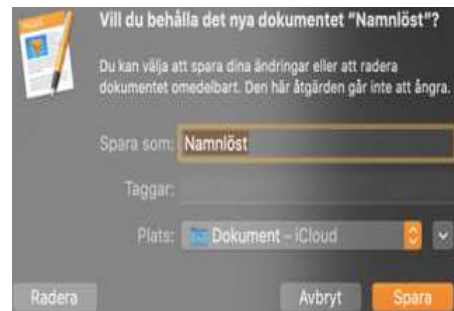 Vill du behålla det nya dokumentet "Namnlöst"?
Du kan välja att spara dina ändringar eller att radera
dokumentet omedelbart. Den här åtgärden går inte att ångra.
Spara som: Namnlöst
Taggar:
Plats: Dokument – iCloud
Radera Avbryt Spara